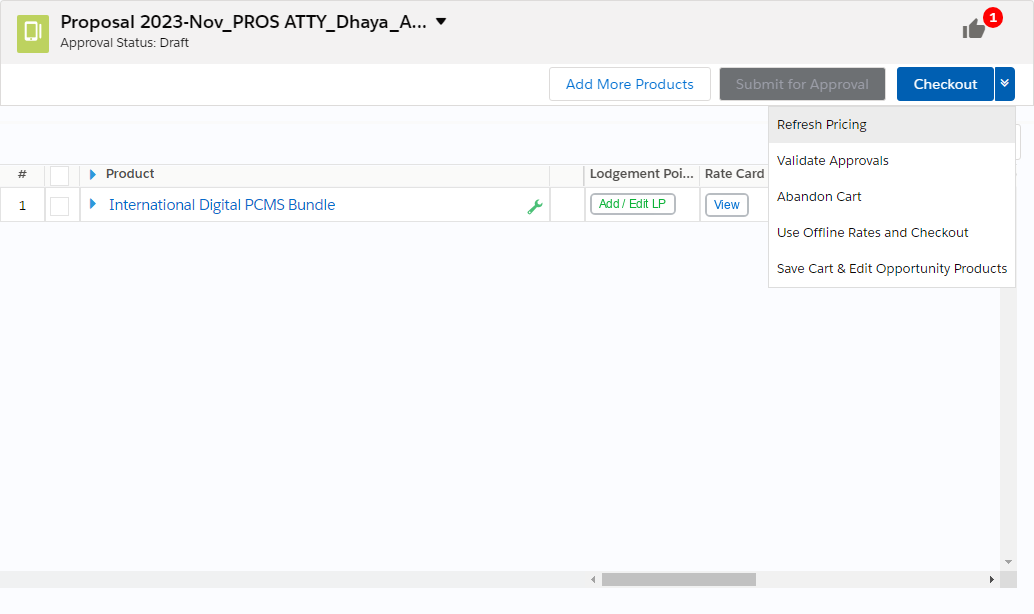 Proposal 2023-Nov_PROS ATTY_Dhaya_A...
Approval Status: Draft
1
Add More Products
Submit for Approval
Checkout
Refresh Pricing
Validate Approvals
Abandon Cart
Use Offline Rates and Checkout
Save Cart & Edit Opportunity Products
# Product Lodgement Poi... Rate Card
1 International Digital PCMS Bundle Add / Edit LP View